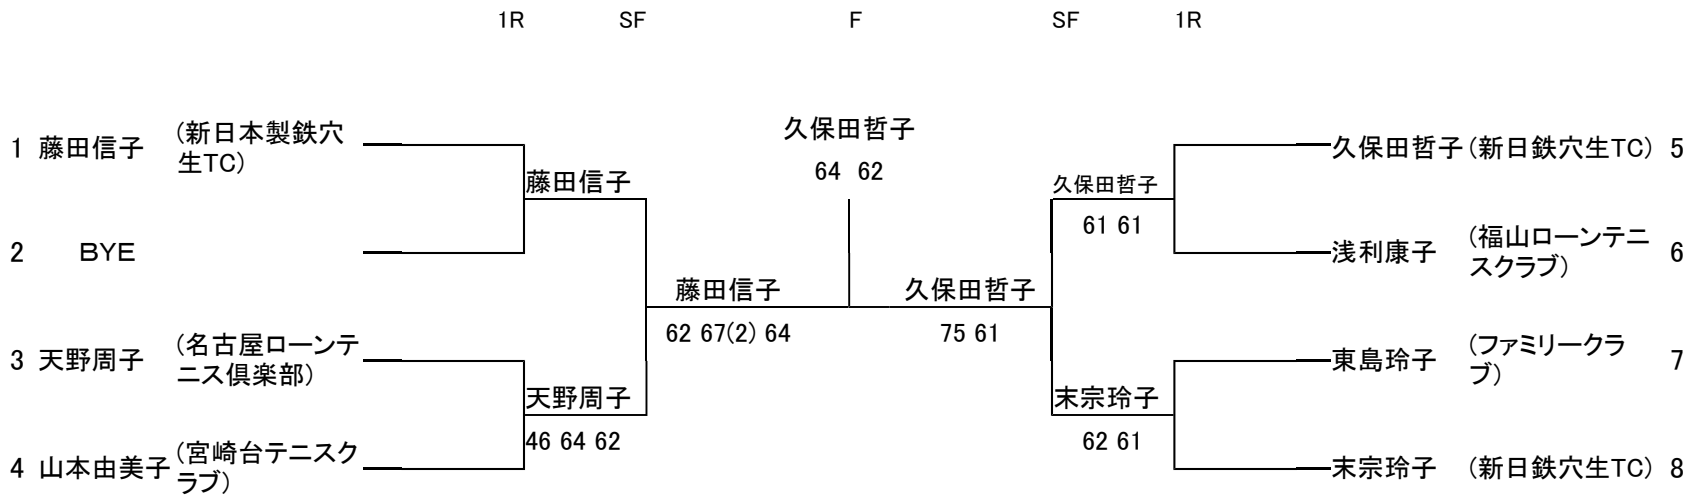 1R SF F SF 1R
1 藤田信子 (新日本製鉄穴
生TC)
2 BYE
3 天野周子 (名古屋ローンテ
ニス倶楽部)
4 山本由美子 (宮崎台テニスク
ラブ)
藤田信子
天野周子
46 64 62
藤田信子
62 67(2) 64
久保田哲子
64 62
久保田哲子
75 61
久保田哲子
61 61
末宗玲子
62 61
久保田哲子 (新日鉄穴生TC) 5
浅利康子 (福山ローンテニ
スクラブ) 6
東島玲子 (ファミリークラ
ブ) 7
末宗玲子 (新日鉄穴生TC) 8